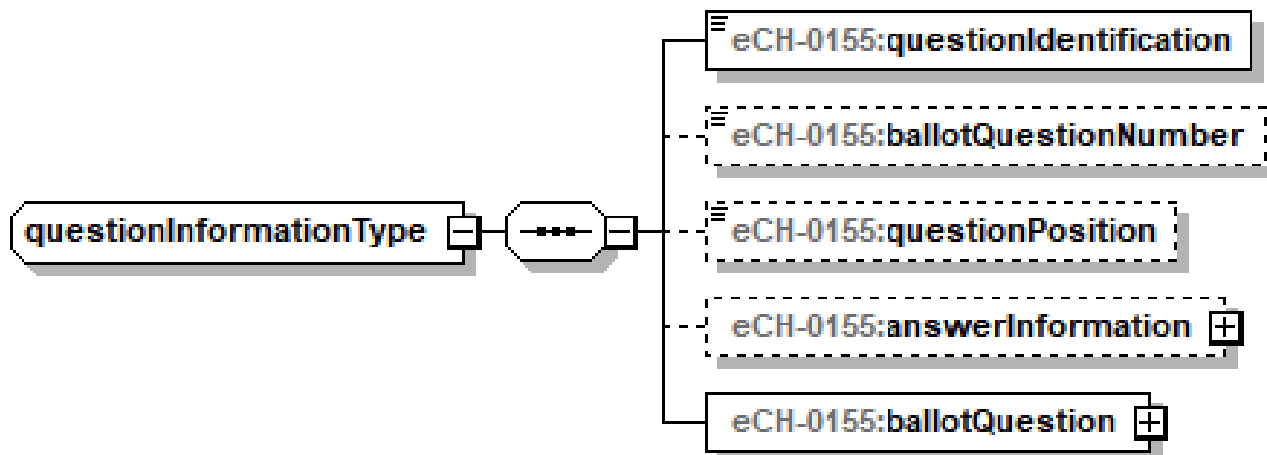 eCH-0155:questionIdentification
eCH-0155:ballotQuestionNumber
questionInformationType
eCH-0155:questionPosition
eCH-0155:answerInformation
eCH-0155:ballotQuestion